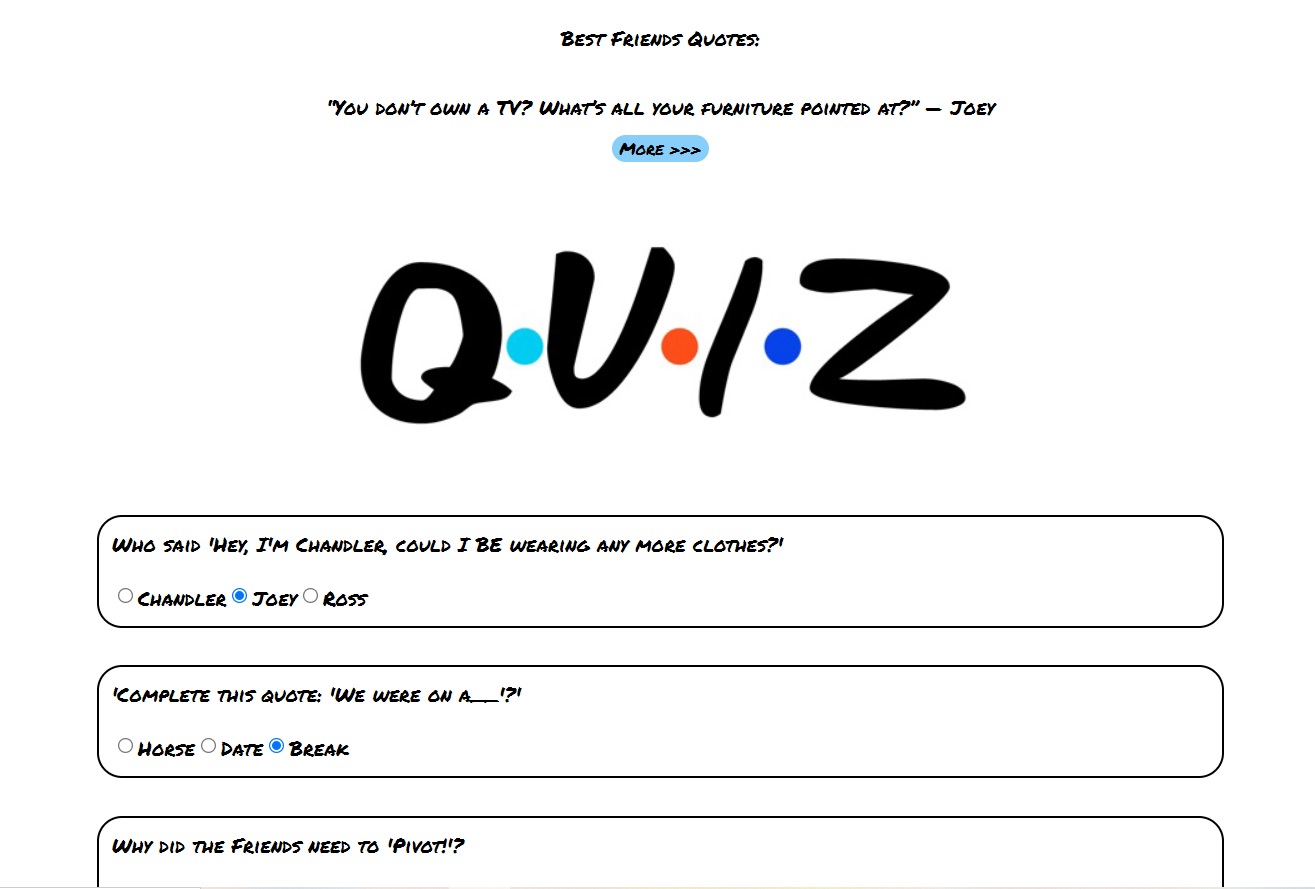 Best Friends Quotes:
"You don't own a TV? What's all your furniture pointed at?" – Joey
More >>>
QUIZ
Who said 'Hey, I'm Chandler, could I BE wearing any more clothes?'
Chandler Joey Ross
'Complete this quote: 'We were on a___'?'
Horse Date Break
Why did the Friends need to 'Pivot!'?